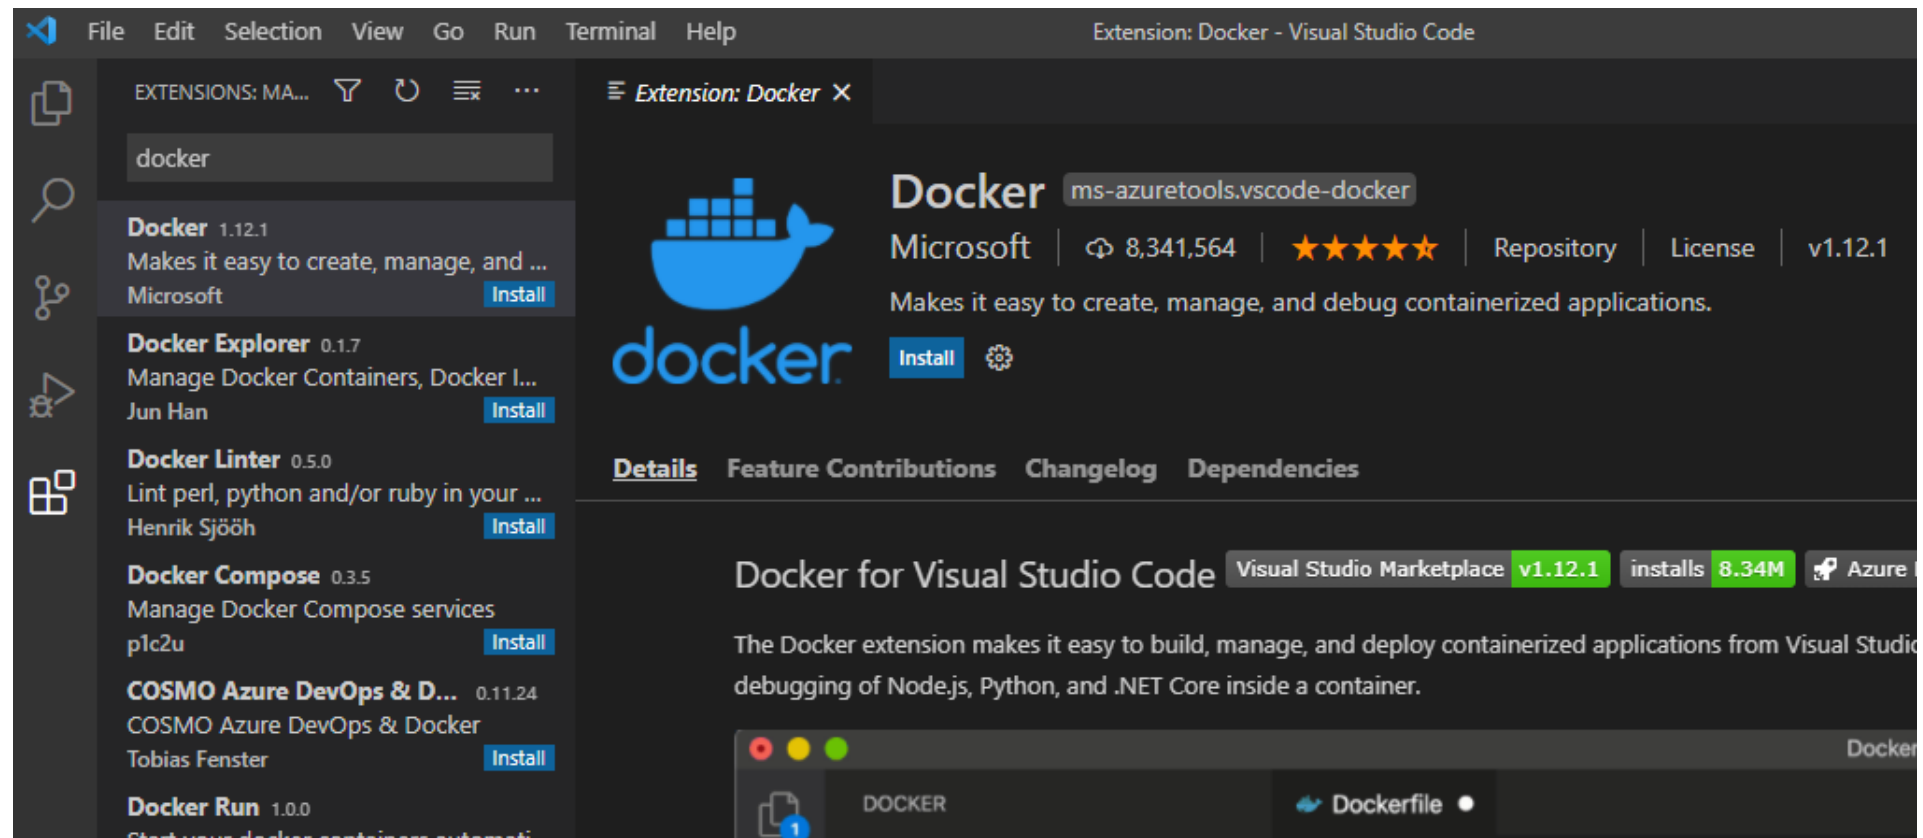 File Edit Selection View Go Run Terminal Help Extension: Docker - Visual Studio Code
EXTENSIONS: MA...
docker
Docker 1.12.1
Makes it easy to create, manage, and ...
Microsoft Install
Docker Explorer 0.1.7
Manage Docker Containers, Docker I...
Jun Han Install
Docker Linter 0.5.0
Lint perl, python and/or ruby in your ...
Henrik Sjööh Install
Docker Compose 0.3.5
Manage Docker Compose services
p1c2u Install
COSMO Azure DevOps & D... 0.11.24
COSMO Azure DevOps & Docker
Tobias Fenster Install
Docker Run 1.0.0
Start your docker containers automati...
Extension: Docker
docker
Docker ms-azuretools.vscode-docker
Microsoft 8,341,564 Repository License v1.12.1
Makes it easy to create, manage, and debug containerized applications.
Install
Details Feature Contributions Changelog Dependencies
Docker for Visual Studio Code Visual Studio Marketplace v1.12.1 installs 8.34M Azure
The Docker extension makes it easy to build, manage, and deploy containerized applications from Visual Studio
debugging of Node.js, Python, and .NET Core inside a container.
Docker
1 DOCKER Dockerfile